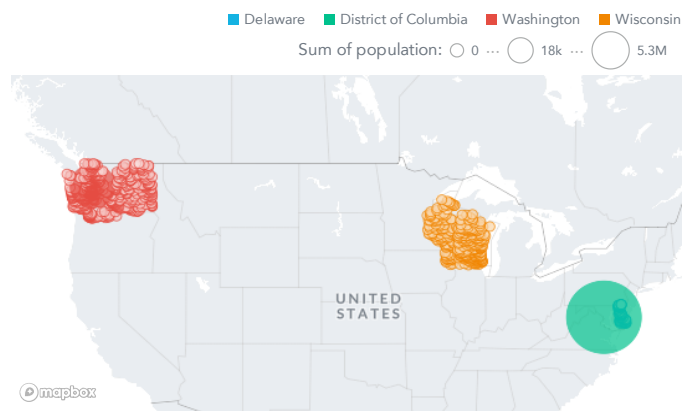 Delaware District of Columbia Washington Wisconsin
Sum of population: 0 ··· 18k ··· 5.3M
UNITED
STATES
mapbox